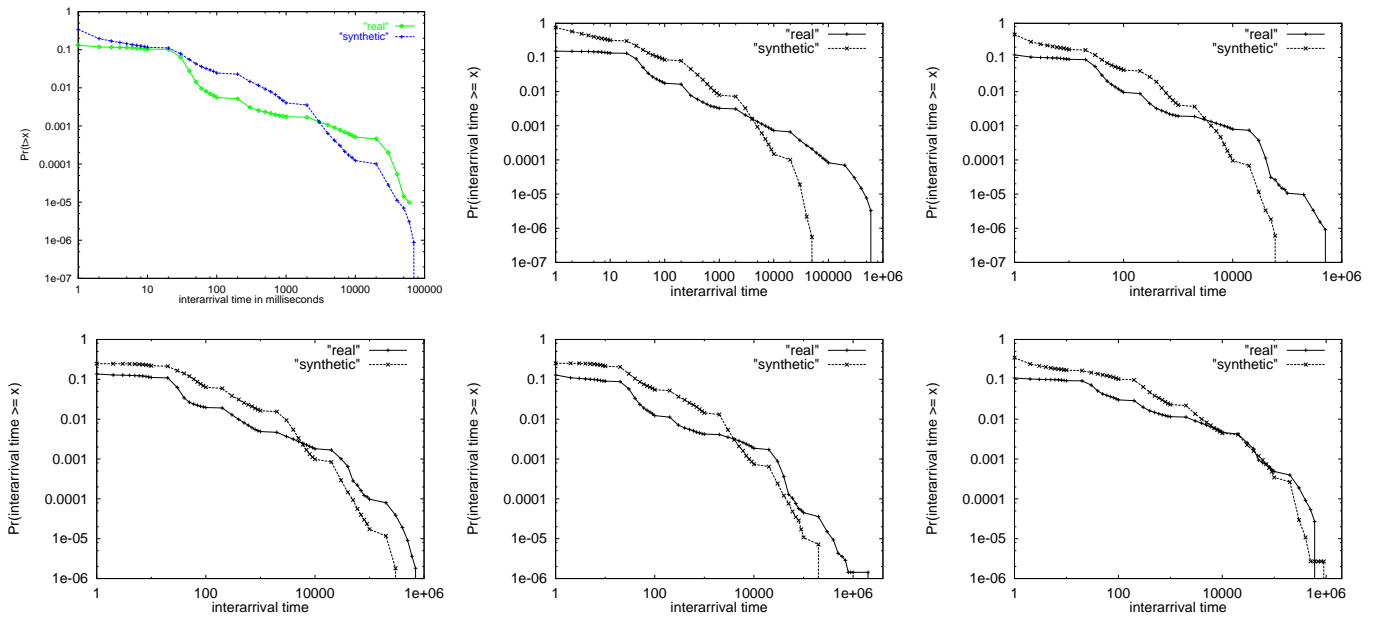 1
0.1
0.01
0.001
0.0001
1e-05
1e-06
1e-07
Pr(t>x)
"real"
"synthetic"
1 10 100 1000 10000 100000
interarrival time in milliseconds
1
0.1
0.01
0.001
0.0001
1e-05
1e-06
1e-07
Pr(interarrival time >= x)
"real"
"synthetic"
1 10 100 1000 10000 100000 1e+06
interarrival time
1
0.1
0.01
0.001
0.0001
1e-05
1e-06
1e-07
Pr(interarrival time >= x)
"real"
"synthetic"
1 100 10000 1e+06
interarrival time
1
0.1
0.01
0.001
0.0001
1e-05
1e-06
Pr(interarrival time >= x)
"real"
"synthetic"
1 100 10000 1e+06
interarrival time
1
0.1
0.01
0.001
0.0001
1e-05
1e-06
Pr(interarrival time >= x)
"real"
"synthetic"
1 100 10000 1e+06
interarrival time
1
0.1
0.01
0.001
0.0001
1e-05
1e-06
Pr(interarrival time >= x)
"real"
"synthetic"
1 100 10000 1e+06
interarrival time